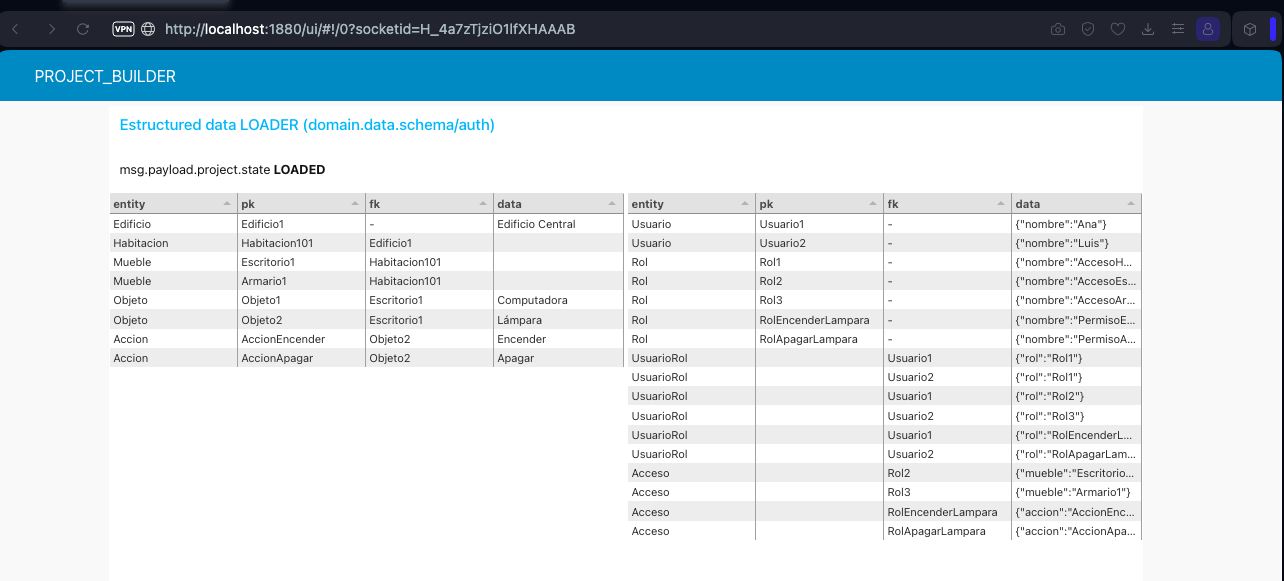 VPN http://localhost:1880/ui/#!/0?socketid=H_4a7zTjziO1lfXHAAAB
PROJECT_BUILDER
Estructured data LOADER (domain.data.schema/auth)
msg.payload.project.state LOADED
entity pk fk data
Edificio Edificio1 - Edificio Central
Habitacion Habitacion101 Edificio1
Mueble Escritorio1 Habitacion101
Mueble Armario1 Habitacion101
Objeto Objeto1 Escritorio1 Computadora
Objeto Objeto2 Escritorio1 Lámpara
Accion AccionEncender Objeto2 Encender
Accion AccionApagar Objeto2 Apagar
entity pk fk data
Usuario Usuario1 - {"nombre":"Ana"}
Usuario Usuario2 - {"nombre":"Luis"}
Rol Rol1 - {"nombre":"AccesoH...
Rol Rol2 - {"nombre":"AccesoEs...
Rol Rol3 - {"nombre":"AccesoAr...
Rol RolEncenderLampara - {"nombre":"PermisoE...
Rol RolApagarLampara - {"nombre":"PermisoA...
UsuarioRol Usuario1 {"rol":"Rol1"}
UsuarioRol Usuario2 {"rol":"Rol1"}
UsuarioRol Usuario1 {"rol":"Rol2"}
UsuarioRol Usuario2 {"rol":"Rol3"}
UsuarioRol Usuario1 {"rol":"RolEncenderL...
UsuarioRol Usuario2 {"rol":"RolApagarLam...
Acceso Rol2 {"mueble":"Escritorio...
Acceso Rol3 {"mueble":"Armario1"}
Acceso RolEncenderLampara {"accion":"AccionEnc...
Acceso RolApagarLampara {"accion":"AccionApa...